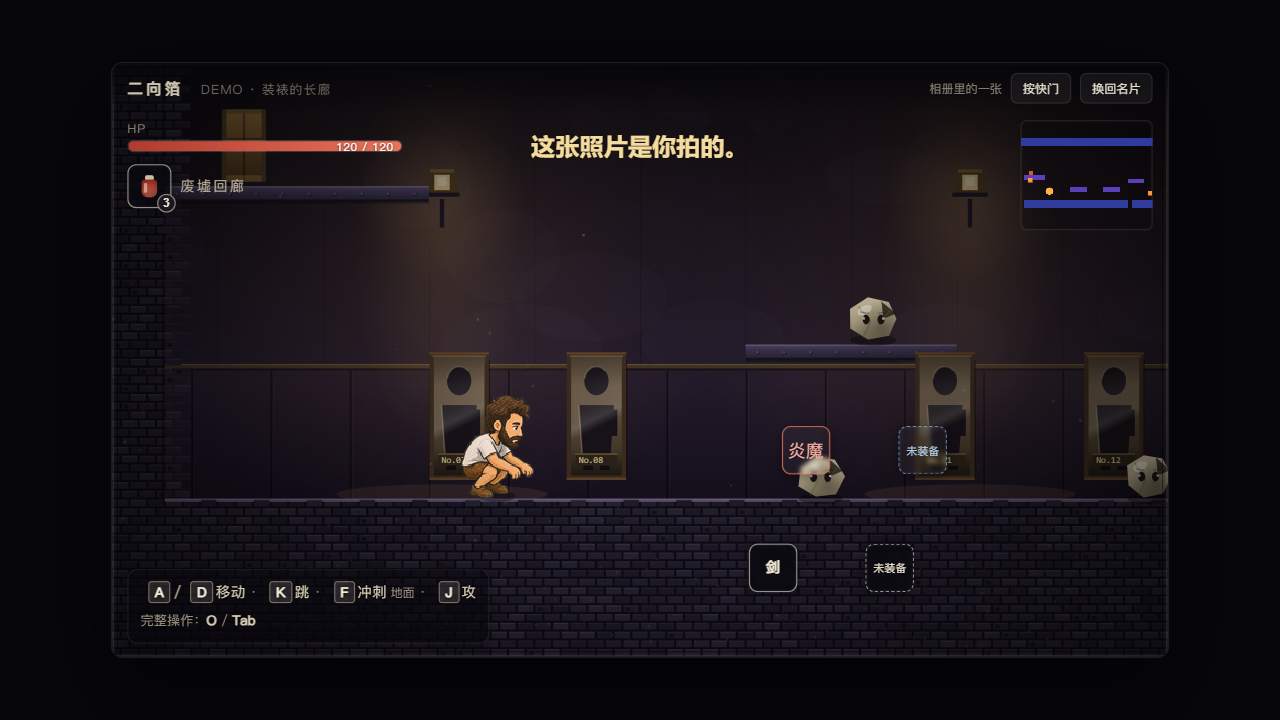 二向箔 DEMO · 装裱的长廊
相册里的一张 按快门 换回名片
HP
120 / 120
这张照片是你拍的。
3 废墟回廊
炎魔 未装备
No.08
No.12
剑 未装备
A / D 移动 · K 跳 · F 冲刺 地面 · J 攻
完整操作: O / Tab